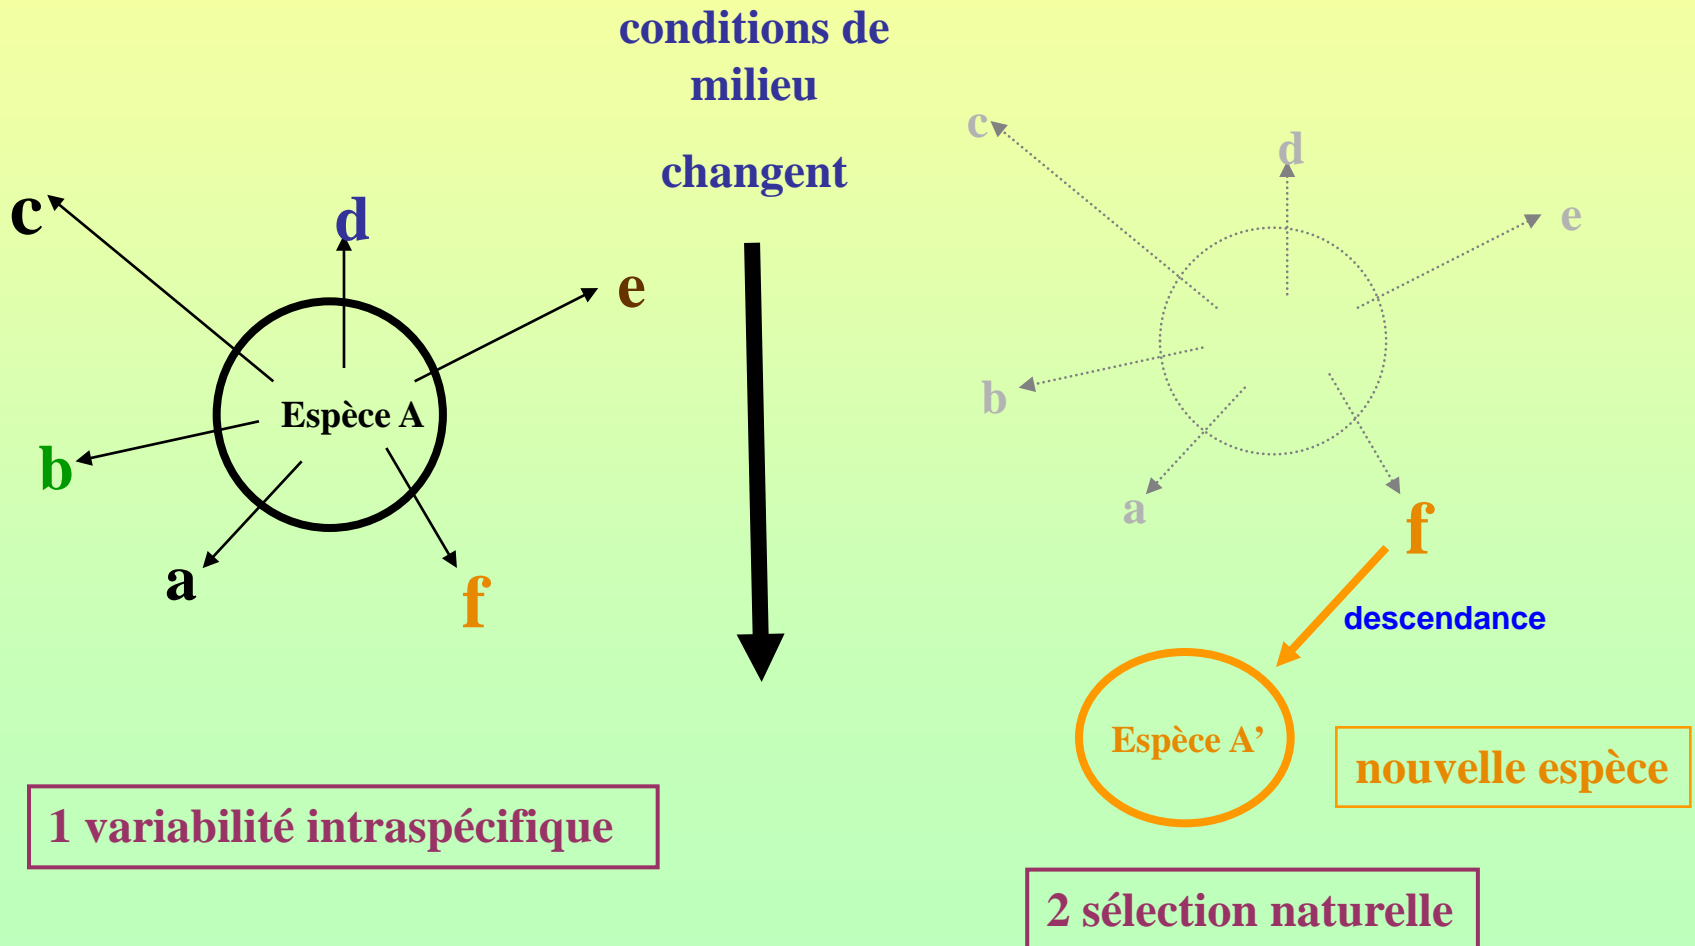 conditions de
milieu
changent
c
d
e
Espèce A
b
a
f
1 variabilité intraspécifique
c
d
e
b
a
f
descendance
Espèce A’
nouvelle espèce
2 sélection naturelle